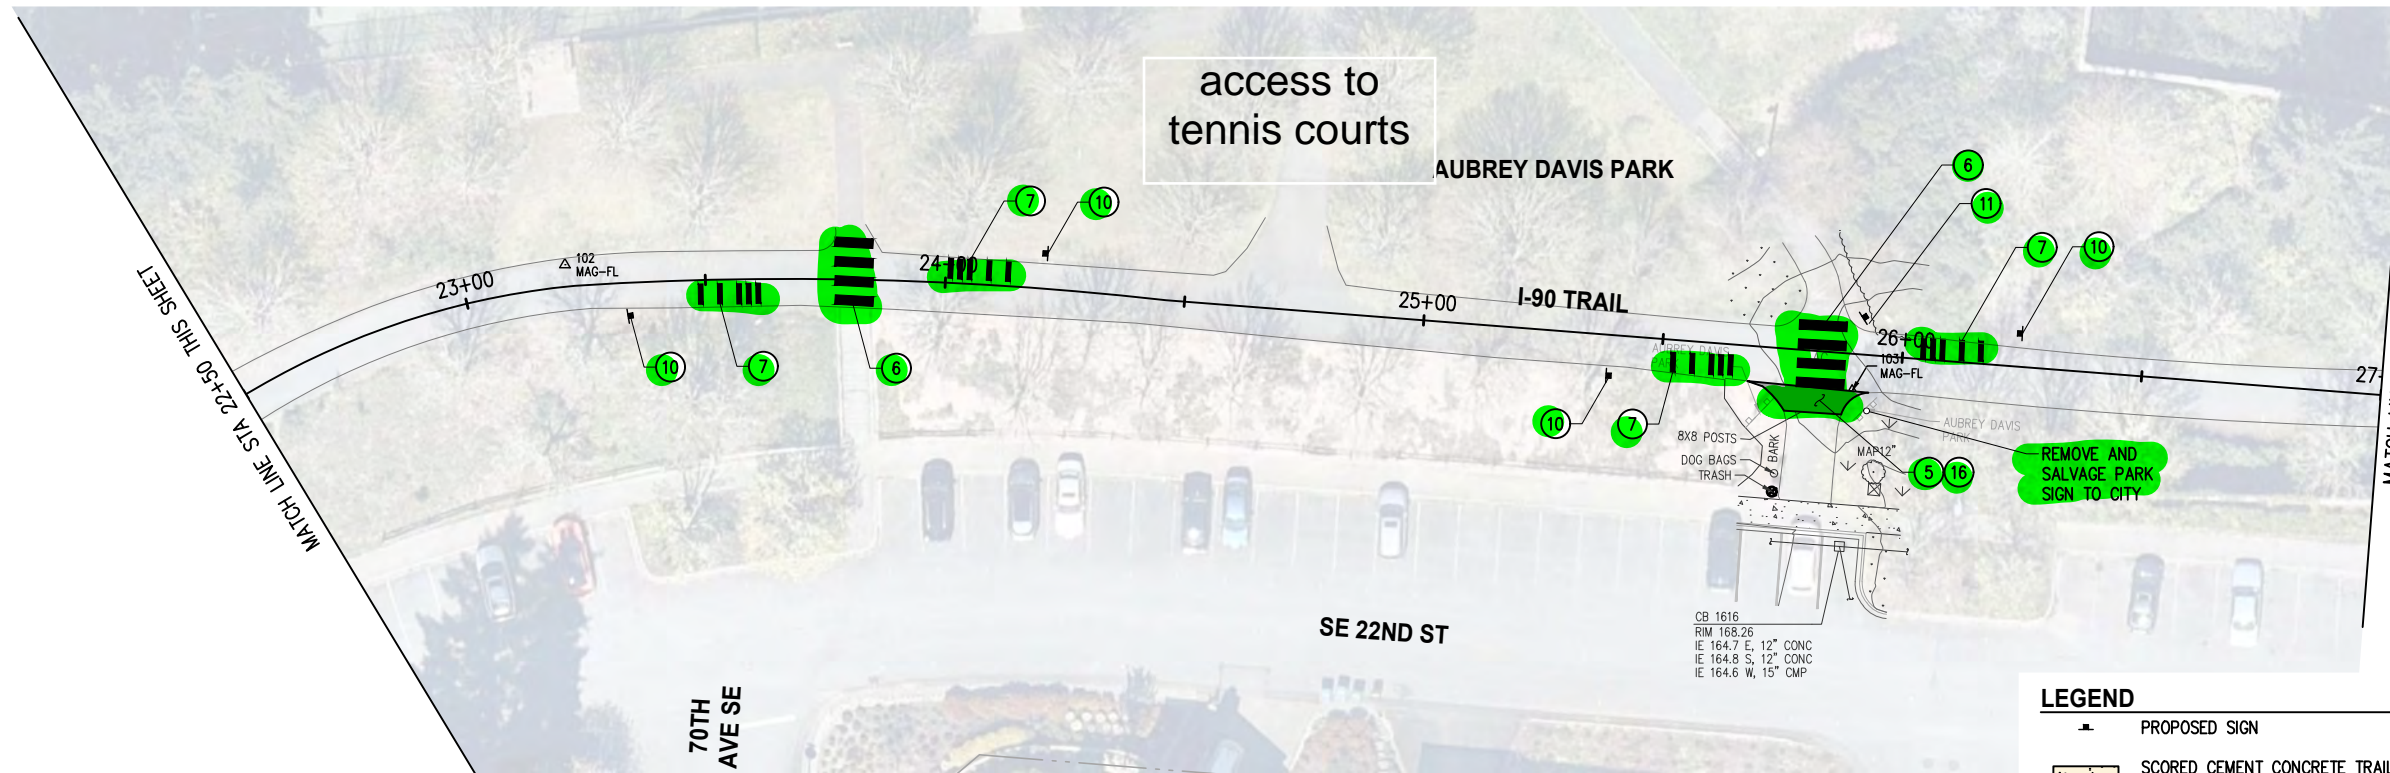 access to
tennis courts
AUBREY DAVIS PARK
6
11
7
10
7
10
102
MAG-FL
23+00
24+00
25+00
I-90 TRAIL
26+00
103
MAG-FL
27
10
7
6
10
7
AUBREY DAVIS
PARK
AUBREY DAVIS
PARK
8X8 POSTS
DOG BAGS
TRASH
BARK
MAP12"
5
16
REMOVE AND
SALVAGE PARK
SIGN TO CITY
MATCH LINE STA 22+50 THIS SHEET
SE 22ND ST
CB 1616
RIM 168.26
IE 164.7 E, 12" CONC
IE 164.8 S, 12" CONC
IE 164.6 W, 15" CMP
70TH
AVE SE
LEGEND
PROPOSED SIGN
SCORED CEMENT CONCRETE TRAIL